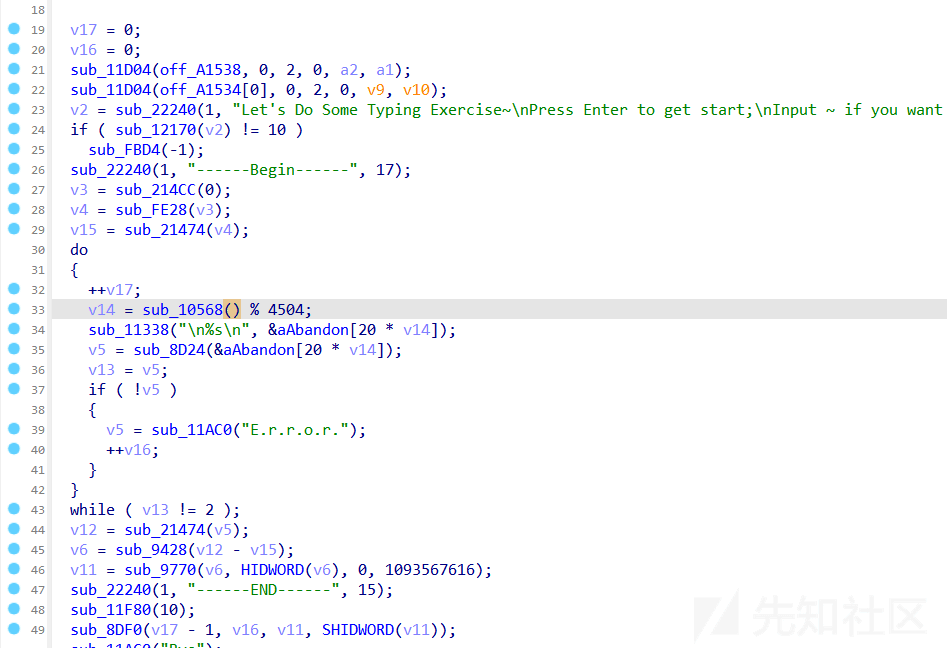 18
19 v17 = 0;
20 v16 = 0;
21 sub_11D04(off_A1538, 0, 2, 0, a2, a1);
22 sub_11D04(off_A1534[0], 0, 2, 0, v9, v10);
23 v2 = sub_22240(1, "Let's Do Some Typing Exercise~\nPress Enter to get start;\nInput ~ if you want
24 if ( sub_12170(v2) != 10 )
25 sub_FBD4(-1);
26 sub_22240(1, "------Begin------", 17);
27 v3 = sub_214CC(0);
28 v4 = sub_FE28(v3);
29 v15 = sub_21474(v4);
30 do
31 {
32 ++v17;
33 v14 = sub_10568() % 4504;
34 sub_11338("\n%s\n", &aAbandon[20 * v14]);
35 v5 = sub_8D24(&aAbandon[20 * v14]);
36 v13 = v5;
37 if ( !v5 )
38 {
39 v5 = sub_11AC0("E.r.r.o.r.");
40 ++v16;
41 }
42 }
43 while ( v13 != 2 );
44 v12 = sub_21474(v5);
45 v6 = sub_9428(v12 - v15);
46 v11 = sub_9770(v6, HIDWORD(v6), 0, 1093567616);
47 sub_22240(1, "------END------", 15);
48 sub_11F80(10);
49 sub_8DF0(v17 - 1, v16, v11, SHIDWORD(v11));
sub_11AC0("Bye");
先知社区